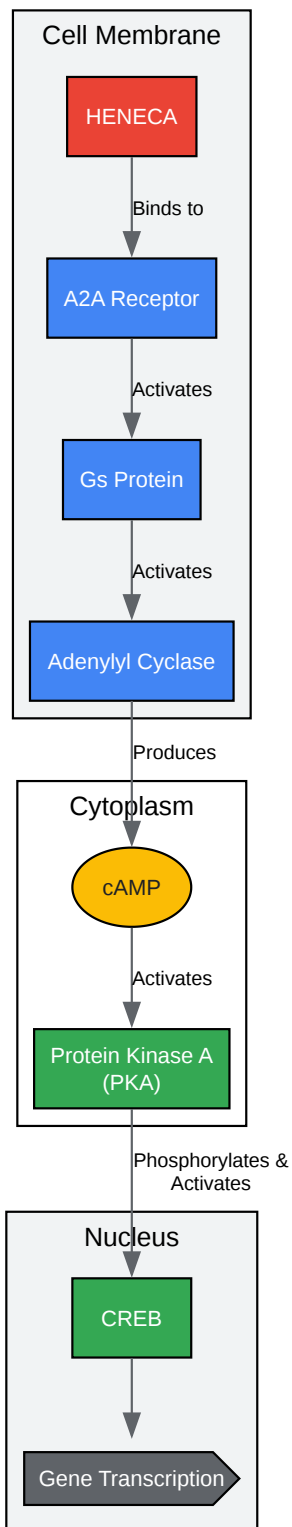 Cell Membrane
HENECA
Binds to
A2A Receptor
Activates
Gs Protein
Activates
Adenylyl Cyclase
Produces
Cytoplasm
cAMP
Activates
Protein Kinase A
(PKA)
Phosphorylates &
Activates
Nucleus
CREB
Gene Transcription